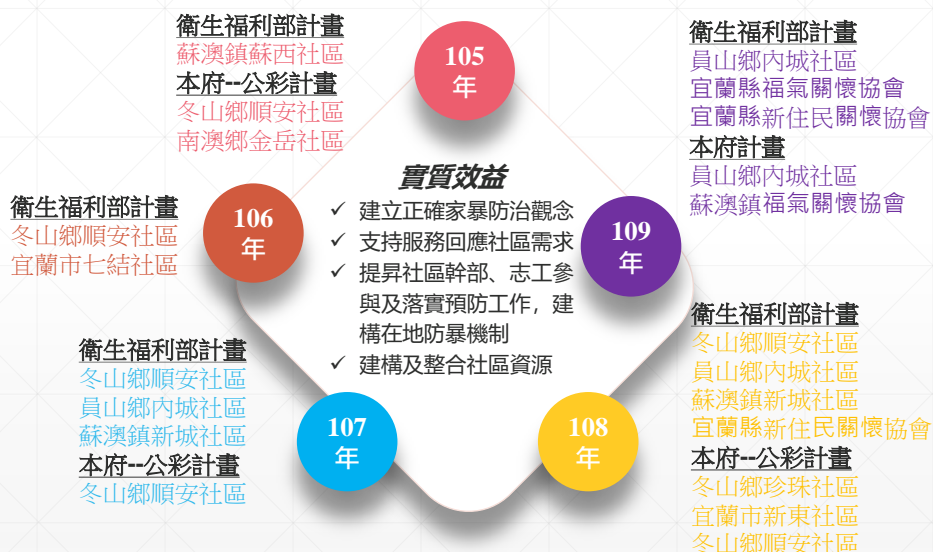 衛生福利部計畫
蘇澳鎮蘇西社區
本府--公彩計畫
冬山鄉順安社區
南澳鄉金岳社區
105
年
衛生福利部計畫
員山鄉內城社區
宜蘭縣福氣關懷協會
宜蘭縣新住民關懷協會
本府計畫
員山鄉內城社區
蘇澳鎮福氣關懷協會
衛生福利部計畫
冬山鄉順安社區
宜蘭市七結社區
106
年
實質效益
✓ 建立正確家暴防治觀念
✓ 支持服務回應社區需求
✓ 提昇社區幹部、志工參
與及落實預防工作，建
構在地防暴機制
✓ 建構及整合社區資源
109
年
衛生福利部計畫
冬山鄉順安社區
員山鄉內城社區
蘇澳鎮新城社區
本府--公彩計畫
冬山鄉順安社區
107
年
108
年
衛生福利部計畫
冬山鄉順安社區
員山鄉內城社區
蘇澳鎮新城社區
宜蘭縣新住民關懷協會
本府--公彩計畫
冬山鄉珍珠社區
宜蘭市新東社區
冬山鄉順安社區